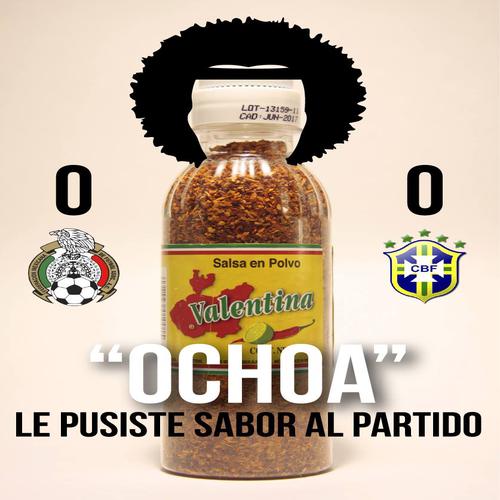 LOT-13159-11
CAD: JUN-2017
0 0
CBF
Salsa en Polvo
Valentina
"OCHOA"
LE PUSISTE SABOR AL PARTIDO